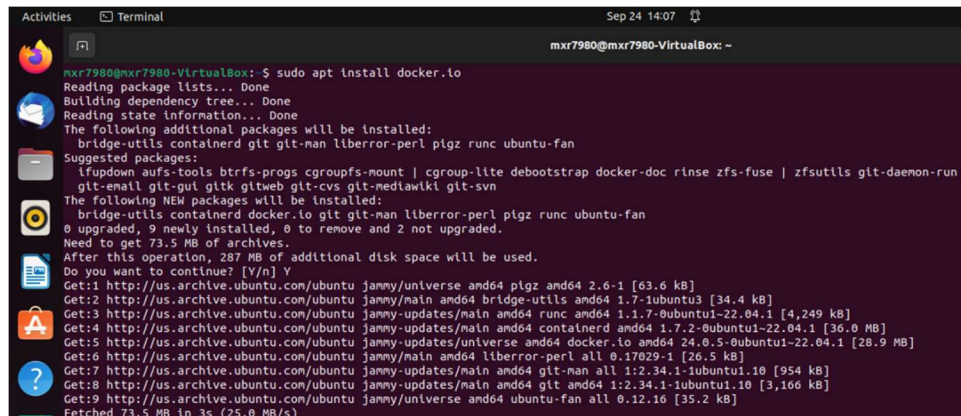 Activities
Terminal
Sep 24 14:07
mxr7980@mxr7980-VirtualBox: ~
mxr7980@mxr7980-VirtualBox:~$ sudo apt install docker.io
Reading package lists... Done
Building dependency tree... Done
Reading state information... Done
The following additional packages will be installed:
bridge-utils containerd git git-man liberror-perl pigz runc ubuntu-fan
Suggested packages:
ifupdown aufs-tools btrfs-progs cgroupfs-mount | cgroup-lite debootstrap docker-doc rinse zfs-fuse | zfsutils git-daemon-run
git-email git-gui gitk gitweb git-cvs git-mediawiki git-svn
The following NEW packages will be installed:
bridge-utils containerd docker.io git git-man liberror-perl pigz runc ubuntu-fan
0 upgraded, 9 newly installed, 0 to remove and 2 not upgraded.
Need to get 73.5 MB of archives.
After this operation, 287 MB of additional disk space will be used.
Do you want to continue? [Y/n] Y
Get:1 http://us.archive.ubuntu.com/ubuntu jammy/universe amd64 pigz amd64 2.6-1 [63.6 kB]
Get:2 http://us.archive.ubuntu.com/ubuntu jammy/main amd64 bridge-utils amd64 1.7-1ubuntu3 [34.4 kB]
Get:3 http://us.archive.ubuntu.com/ubuntu jammy-updates/main amd64 runc amd64 1.1.7-0ubuntu1~22.04.1 [4,249 kB]
Get:4 http://us.archive.ubuntu.com/ubuntu jammy-updates/main amd64 containerd amd64 1.7.2-0ubuntu1~22.04.1 [36.0 MB]
Get:5 http://us.archive.ubuntu.com/ubuntu jammy-updates/universe amd64 docker.io amd64 24.0.5-0ubuntu1~22.04.1 [28.9 MB]
Get:6 http://us.archive.ubuntu.com/ubuntu jammy/main amd64 liberror-perl all 0.17029-1 [26.5 kB]
Get:7 http://us.archive.ubuntu.com/ubuntu jammy-updates/main amd64 git-man all 1:2.34.1-1ubuntu1.10 [954 kB]
Get:8 http://us.archive.ubuntu.com/ubuntu jammy-updates/main amd64 git amd64 1:2.34.1-1ubuntu1.10 [3,166 kB]
Get:9 http://us.archive.ubuntu.com/ubuntu jammy/universe amd64 ubuntu-fan all 0.12.16 [35.2 kB]
Fetched 73.5 MB in 3s (25.0 MB/s)